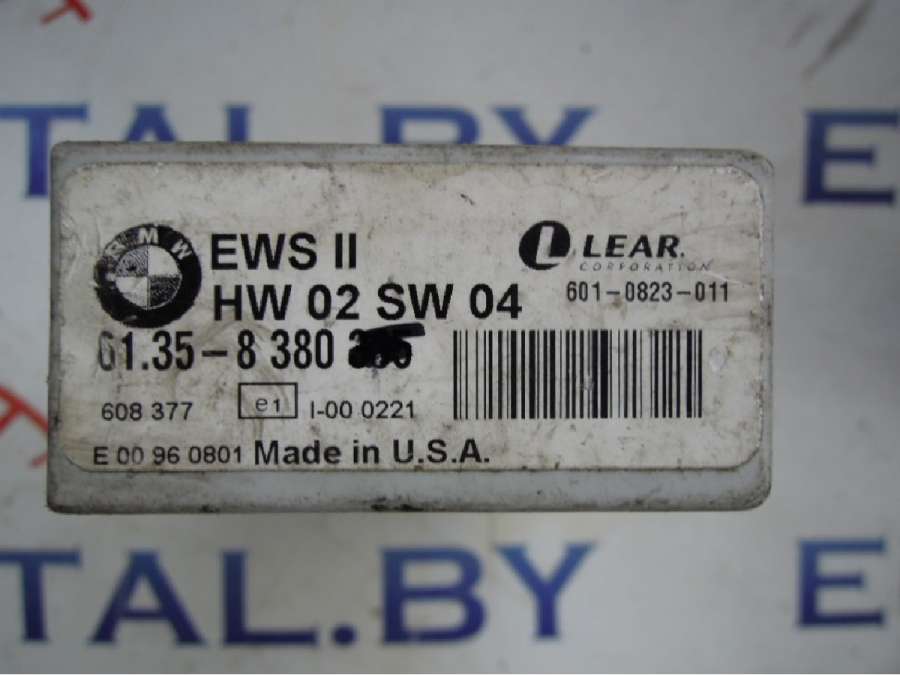 TAL.BY E
BMW
EWS II
LEAR.
CORPORATION
HW 02 SW 04
601-0823-011
61.35-8 380
608 377 e1 I-00 0221
E 00 96 0801 Made in U.S.A.
TAL.BY E